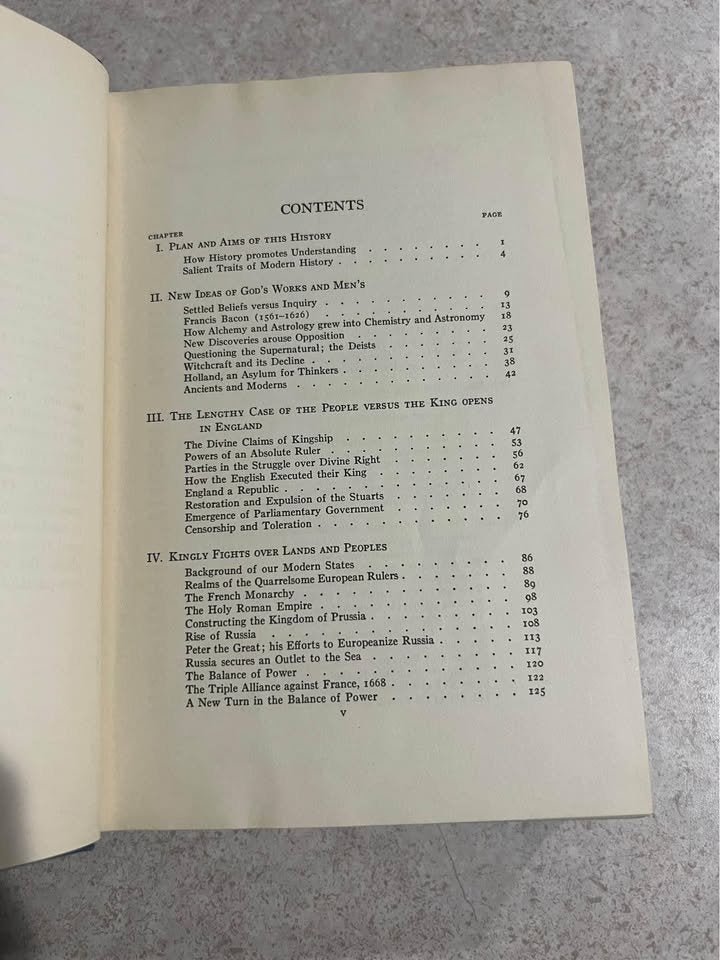 CONTENTS
CHAPTER PAGE
I. PLAN AND AIMS OF THIS HISTORY
How History promotes Understanding . . . . . . . . 1
Salient Traits of Modern History . . . . . . . . . 4
II. NEW IDEAS OF GOD'S WORKS AND MEN'S
Settled Beliefs versus Inquiry . . . . . . . . . . 9
Francis Bacon (1561–1626) . . . . . . . . . . 13
How Alchemy and Astrology grew into Chemistry and Astronomy 18
New Discoveries arouse Opposition . . . . . . . . 23
Questioning the Supernatural; the Deists . . . . . . . 25
Witchcraft and its Decline . . . . . . . . . . 31
Holland, an Asylum for Thinkers . . . . . . . . . 38
Ancients and Moderns . . . . . . . . . . . 42
III. THE LENGTHY CASE OF THE PEOPLE VERSUS THE KING OPENS
IN ENGLAND
The Divine Claims of Kingship . . . . . . . . . 47
Powers of an Absolute Ruler . . . . . . . . . . 53
Parties in the Struggle over Divine Right . . . . . . . 56
How the English Executed their King . . . . . . . . 62
England a Republic . . . . . . . . . . . 67
Restoration and Expulsion of the Stuarts . . . . . . . 68
Emergence of Parliamentary Government . . . . . . . 70
Censorship and Toleration . . . . . . . . . . 76
IV. KINGLY FIGHTS OVER LANDS AND PEOPLES
Background of our Modern States . . . . . . . . 86
Realms of the Quarrelsome European Rulers . . . . . . . 88
The French Monarchy . . . . . . . . . . . 89
The Holy Roman Empire . . . . . . . . . . 98
Constructing the Kingdom of Prussia . . . . . . . . 103
Rise of Russia . . . . . . . . . . . . 108
Peter the Great; his Efforts to Europeanize Russia . . . . . . 113
Russia secures an Outlet to the Sea . . . . . . . . 117
The Balance of Power . . . . . . . . . . . 120
The Triple Alliance against France, 1668 . . . . . . . 122
A New Turn in the Balance of Power . . . . . . . . 125
v